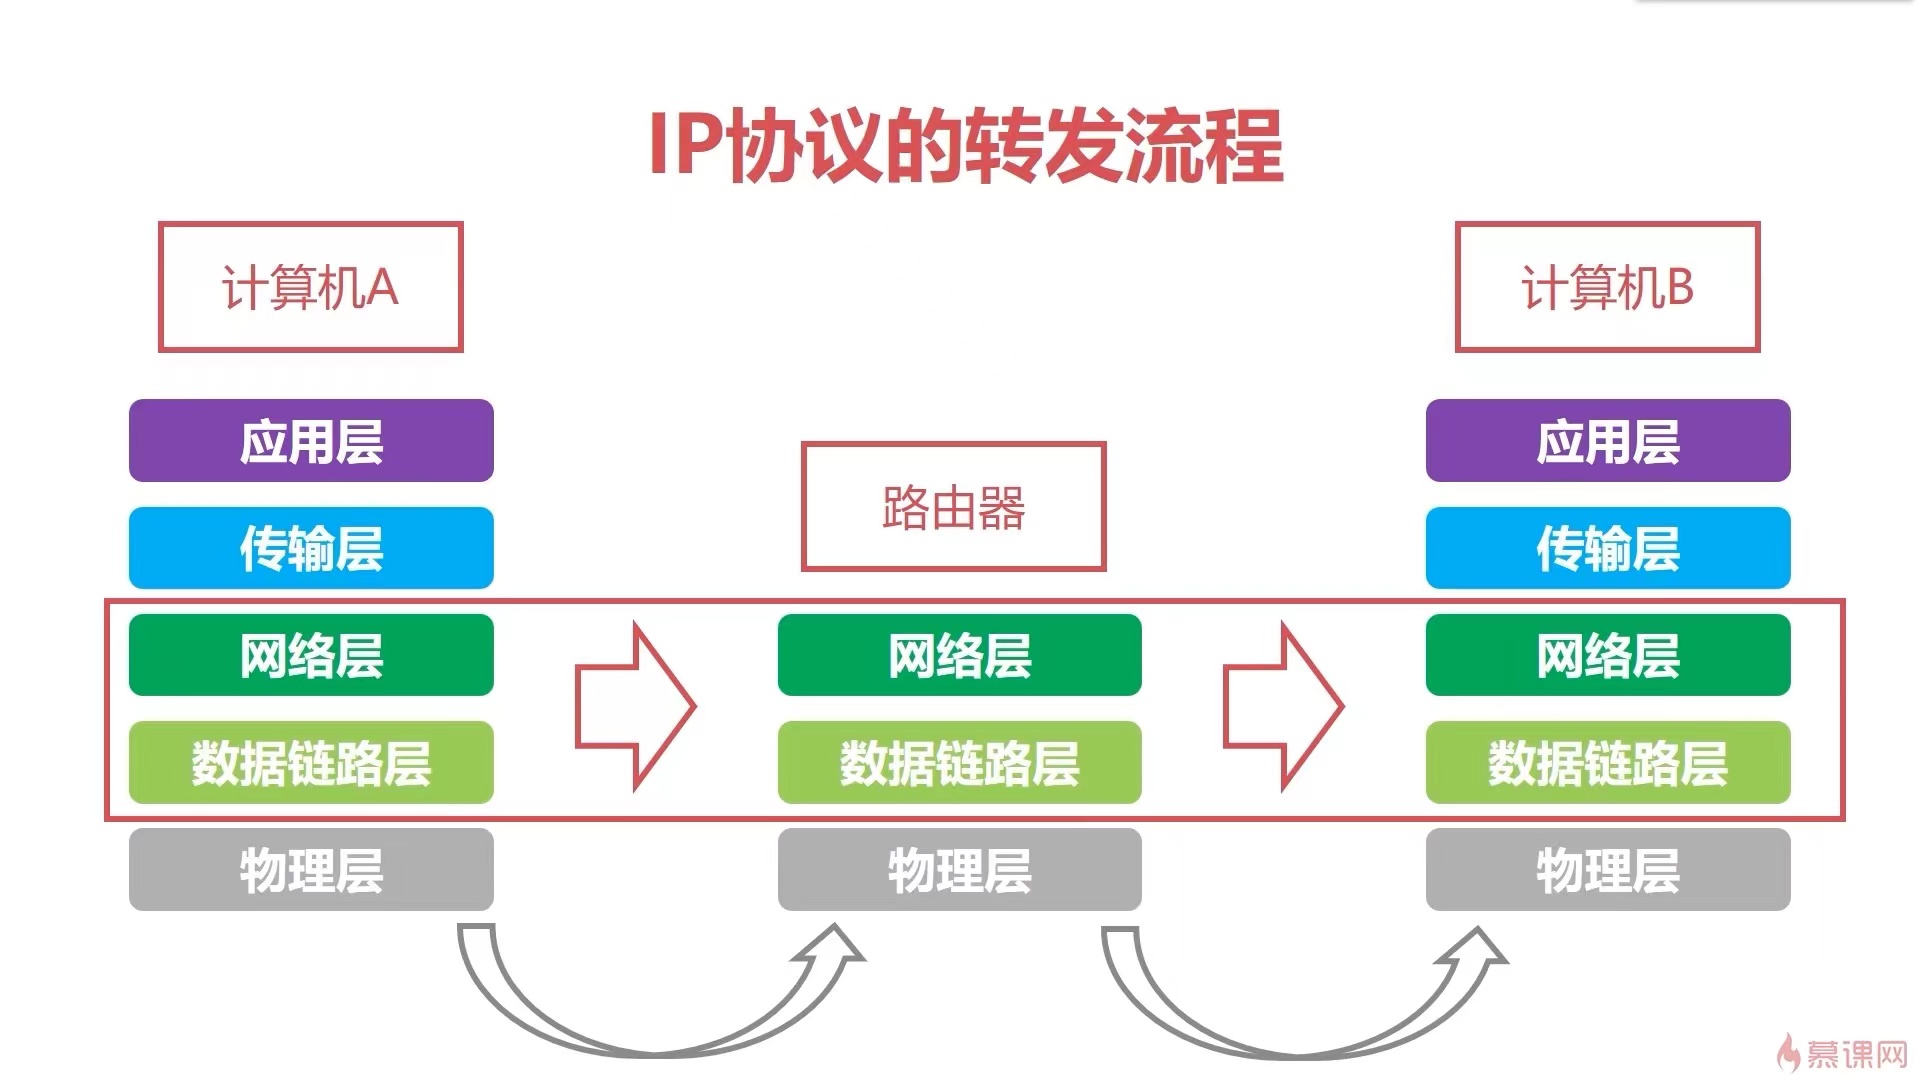 IP协议的转发流程
计算机A
计算机B
应用层
应用层
路由器
传输层
传输层
网络层
网络层
网络层
数据链路层
数据链路层
数据链路层
物理层
物理层
物理层
慕课网